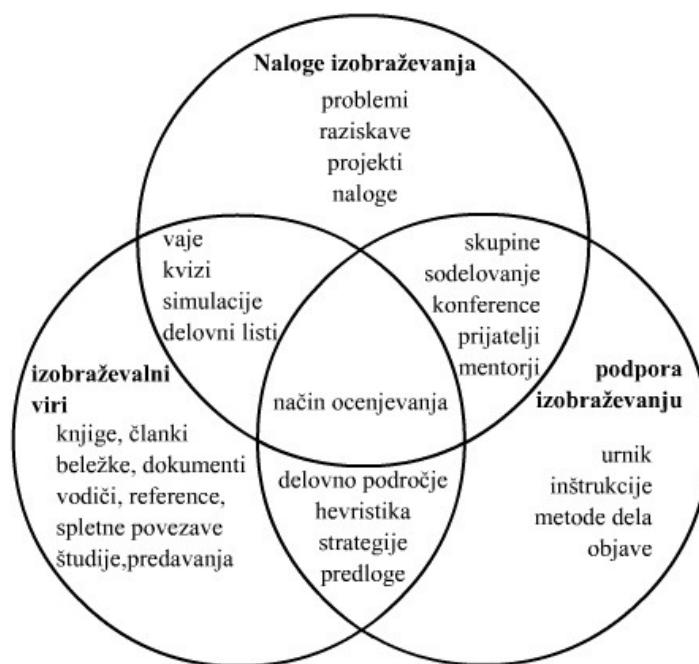 Naloge izobraževanja
problemi
raziskave
projekti
naloge
vaje
kvizi
simulacije
delovni listi
skupine
sodelovanje
konference
prijatelji
mentorji
izobraževalni
viri
knjige, članki
beležke, dokumenti
vodiči, reference,
spletne povezave
študije,predavanja
način ocenjevanja
podpora
izobraževanju
urnik
inštrukcije
metode dela
objave
delovno področje
hevristika
strategije
predloge